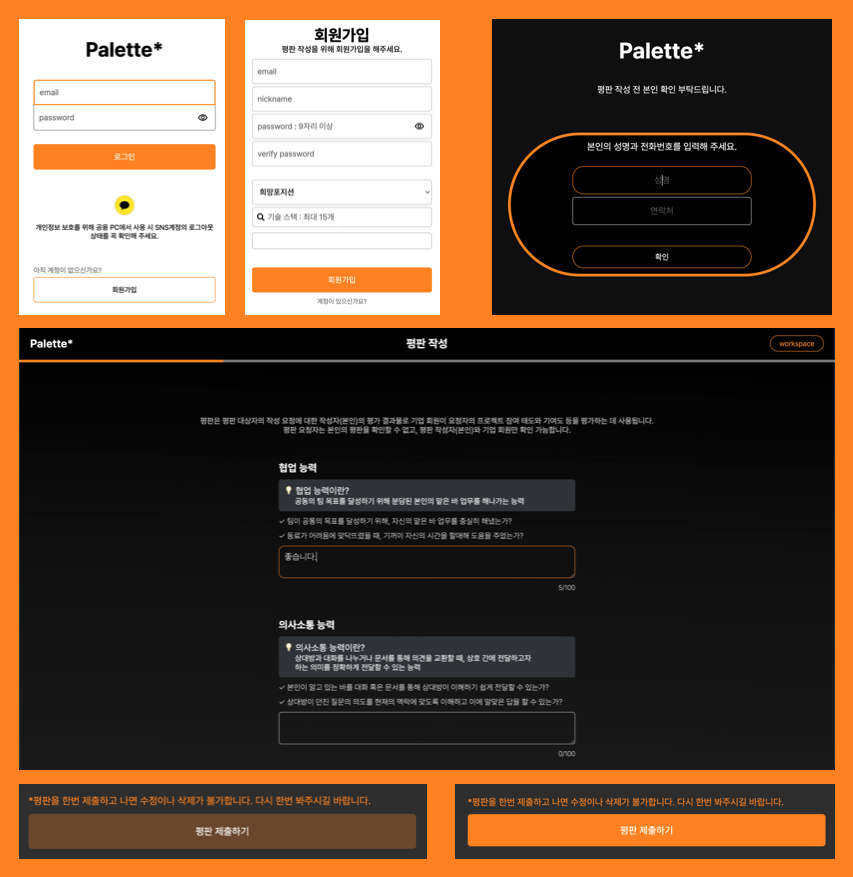 Palette*
email
password
로그인
개인정보 보호를 위해 공용 PC에서 사용 시 SNS계정의 로그아웃
상태를 꼭 확인해 주세요.
아직 계정이 없으신가요?
회원가입
회원가입
평판 작성을 위해 회원가입을 해주세요.
email
nickname
password : 9자리 이상
verify password
희망포지션
기술 스택 : 최대 15개
회원가입
계정이 있으신가요?
Palette*
평판 작성 전 본인 확인 부탁드립니다.
본인의 성명과 전화번호를 입력해 주세요.
성명
연락처
확인
Palette*
평판 작성
workspace
평판은 평판 대상자의 작성 요청에 대한 작성자(본인)의 평가 결과물로 기업 회원이 요청자의 프로젝트 참여 태도와 기여도 등을 평가하는 데 사용됩니다.
평판 요청자는 본인의 평판을 확인할 수 없고, 평판 작성자(본인)와 기업 회원만 확인 가능합니다.
협업 능력
💡 협업 능력이란?
공동의 팀 목표를 달성하기 위해 분담된 본인의 맡은 바 업무를 해나가는 능력
✓ 팀이 공통의 목표를 달성하기 위해, 자신의 맡은 바 업무를 충실히 해냈는가?
✓ 동료가 어려움에 맞닥뜨렸을 때, 기꺼이 자신의 시간을 할애해 도움을 주었는가?
좋습니다.
5/100
의사소통 능력
💡 의사소통 능력이란?
상대방과 대화를 나누거나 문서를 통해 의견을 교환할 때, 상호 간에 전달하고자
하는 의미를 정확하게 전달할 수 있는 능력
✓ 본인이 알고 있는 바를 대화 혹은 문서를 통해 상대방이 이해하기 쉽게 전달할 수 있는가?
✓ 상대방이 던진 질문의 의도를 현재의 맥락에 맞도록 이해하고 이에 알맞은 답을 할 수 있는가?
0/100
*평판을 한번 제출하고 나면 수정이나 삭제가 불가합니다. 다시 한번 봐주시길 바랍니다.
평판 제출하기
*평판을 한번 제출하고 나면 수정이나 삭제가 불가합니다. 다시 한번 봐주시길 바랍니다.
평판 제출하기